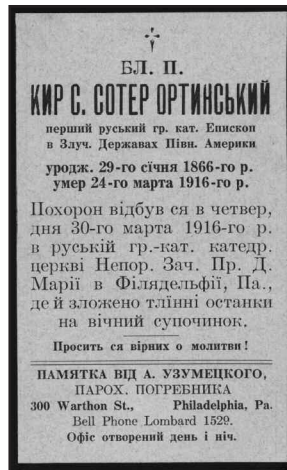 БЛ. П.
КИР С. СОТЕР ОРТИНСЬКИЙ
перший руський гр. кат. Епископ
в Злуч. Державах Півн. Америки
уродж. 29-го січня 1866-го р.
умер 24-го марта 1916-го р.
Похорон відбув ся в четвер,
дня 30-го марта 1916-го р.
в руській гр.-кат. катедр.
церкві Непор. Зач. Пр. Д.
Марії в Філядельфії, Па.,
де й зложено тлїнні останки
на вічний супочинок.
Просить ся вірних о молитви!
ПАМЯТКА ВІД А. УЗУМЕЦКОГО,
ПАРОХ. ПОГРЕБНИКА
300 Warthon St., Philadelphia, Pa.
Bell Phone Lombard 1529.
Офіс отворений день і ніч.